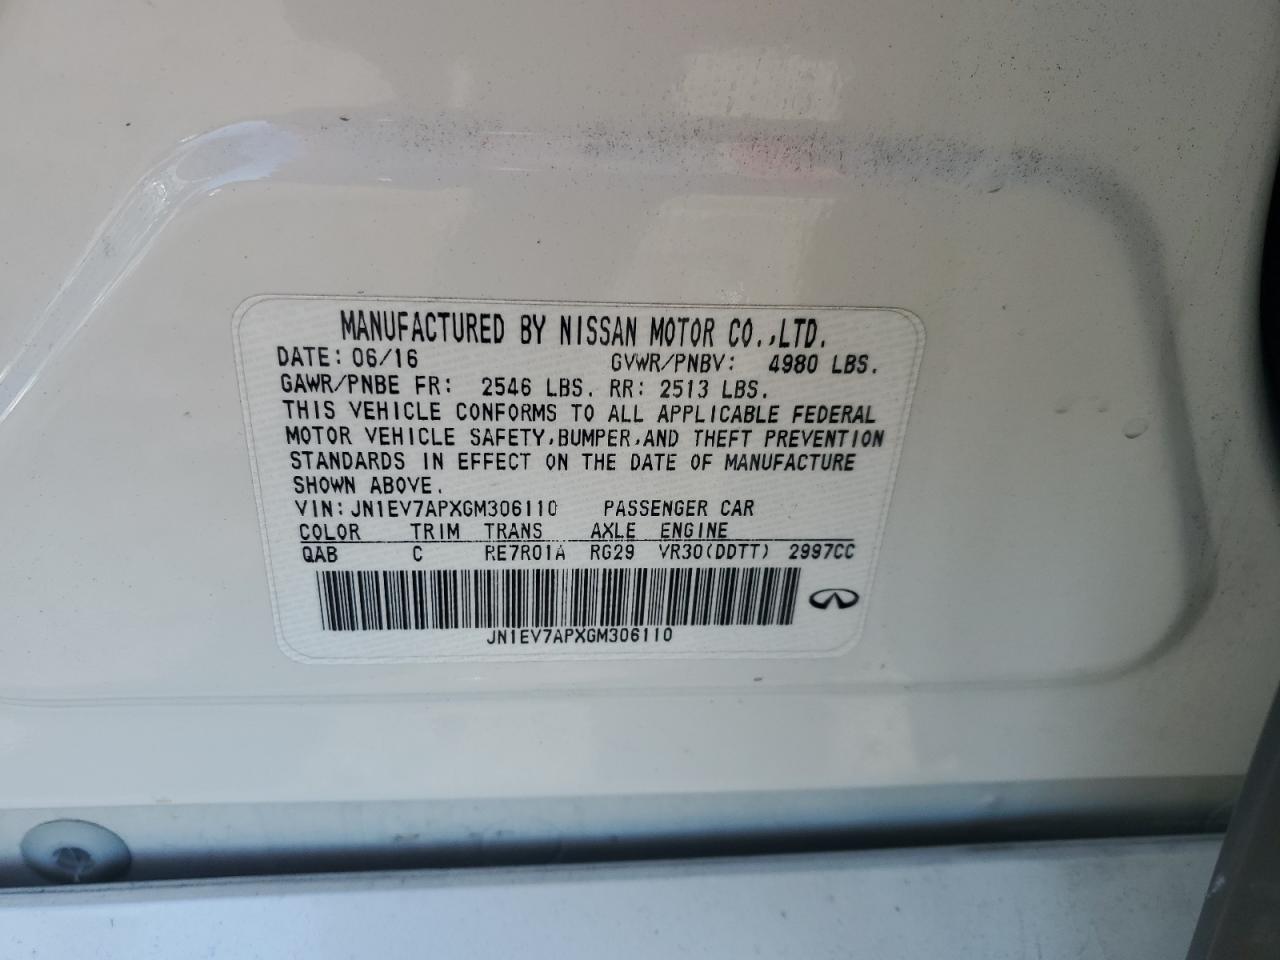 MANUFACTURED BY NISSAN MOTOR CO.,LTD.
DATE: 06/16 GVWR/PNBV: 4980 LBS.
GAWR/PNBE FR: 2546 LBS. RR: 2513 LBS.
THIS VEHICLE CONFORMS TO ALL APPLICABLE FEDERAL
MOTOR VEHICLE SAFETY,BUMPER,AND THEFT PREVENTION
STANDARDS IN EFFECT ON THE DATE OF MANUFACTURE
SHOWN ABOVE.
VIN: JN1EV7APXGM306110 PASSENGER CAR
COLOR TRIM TRANS AXLE ENGINE
QAB C RE7R01A RG29 VR30(DDTT) 2997CC
JN1EV7APXGM306110